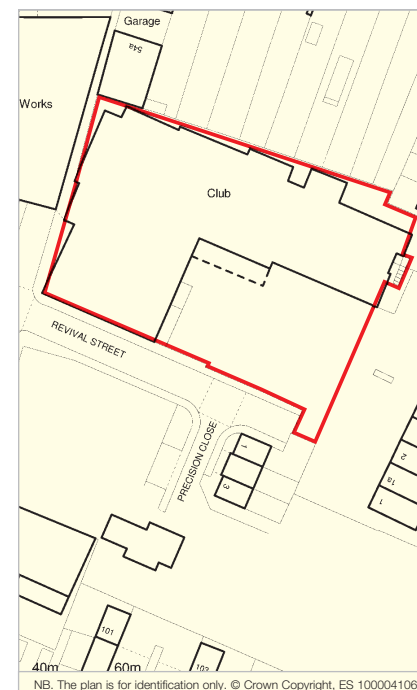 Garage
54a
Works
Club
REVIVAL STREET
PRECISION CLOSE
1
3
2
1a
1
101
103
40m 60m
NB. The plan is for identification only. © Crown Copyright, ES 100004106